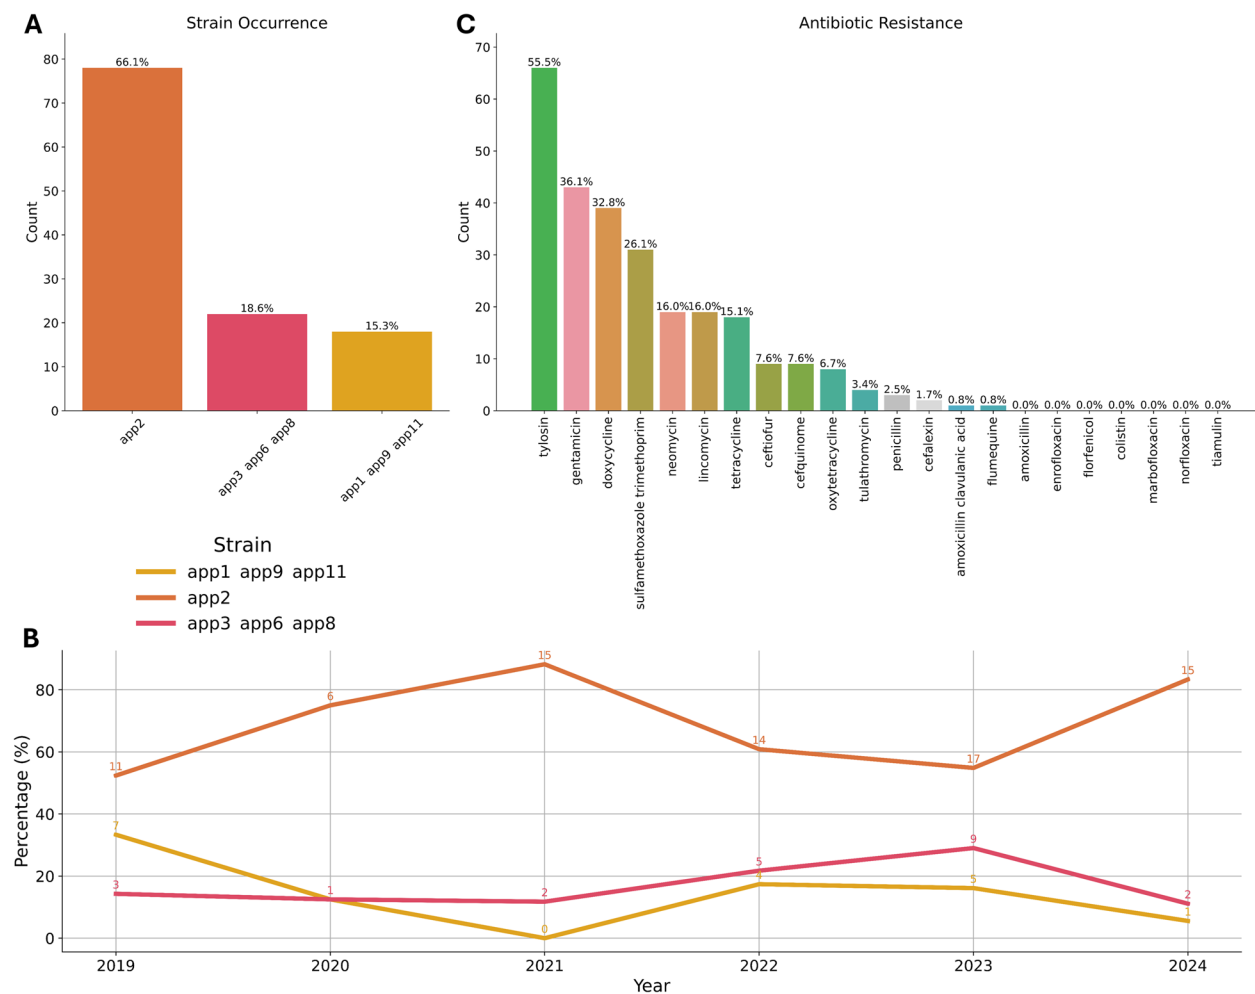 A
Strain Occurrence
Count
80
70
60
50
40
30
20
10
0
66.1%
18.6%
15.3%
app2
app3 app6 app8
app1 app9 app11
C
Antibiotic Resistance
Count
70
60
50
40
30
20
10
0
55.5%
36.1%
32.8%
26.1%
16.0%
16.0%
15.1%
7.6%
7.6%
6.7%
3.4%
2.5%
1.7%
0.8%
0.8%
0.0%
0.0%
0.0%
0.0%
0.0%
0.0%
0.0%
tylosin
gentamicin
doxycycline
sulfamethoxazole trimethoprim
neomycin
lincomycin
tetracycline
ceftiofur
cefquinome
oxytetracycline
tulathromycin
penicillin
cefalexin
amoxicillin clavulanic acid
flumequine
amoxicillin
enrofloxacin
florfenicol
colistin
marbofloxacin
norfloxacin
tiamulin
Strain
app1 app9 app11
app2
app3 app6 app8
B
Percentage (%)
80
60
40
20
0
11
6
15
14
17
15
7
3
1
2
0
5
4
9
5
2
1
2019
2020
2021
2022
2023
2024
Year